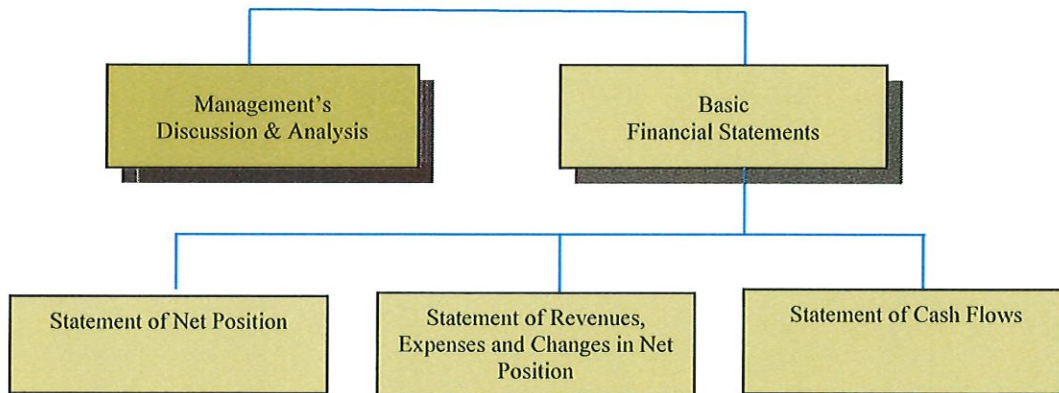 Management's
Discussion & Analysis
Basic
Financial Statements
Statement of Net Position
Statement of Revenues,
Expenses and Changes in Net
Position
Statement of Cash Flows